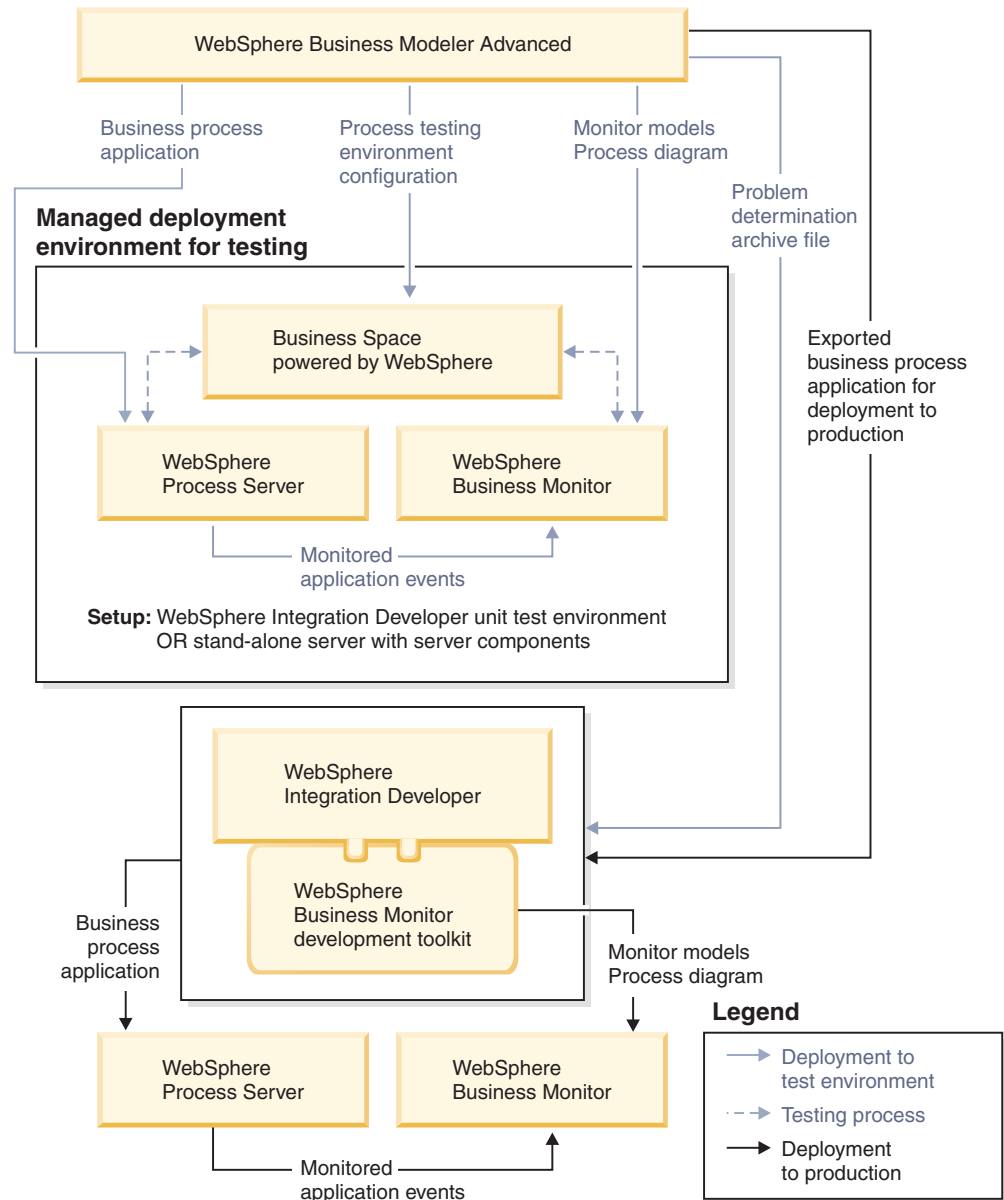 WebSphere Business Modeler Advanced
Business process
application
Process testing
environment
configuration
Monitor models
Process diagram
Problem
determination
archive file
Managed deployment
environment for testing
Exported
business process
application for
deployment to
production
Business Space
powered by WebSphere
WebSphere
Process Server
WebSphere
Business Monitor
Monitored
application events
Setup: WebSphere Integration Developer unit test environment
OR stand-alone server with server components
WebSphere
Integration Developer
WebSphere
Business Monitor
development toolkit
Business
process
application
Monitor models
Process diagram
WebSphere
Process Server
WebSphere
Business Monitor
Monitored
application events
Legend
Deployment to
test environment
Testing process
Deployment
to production